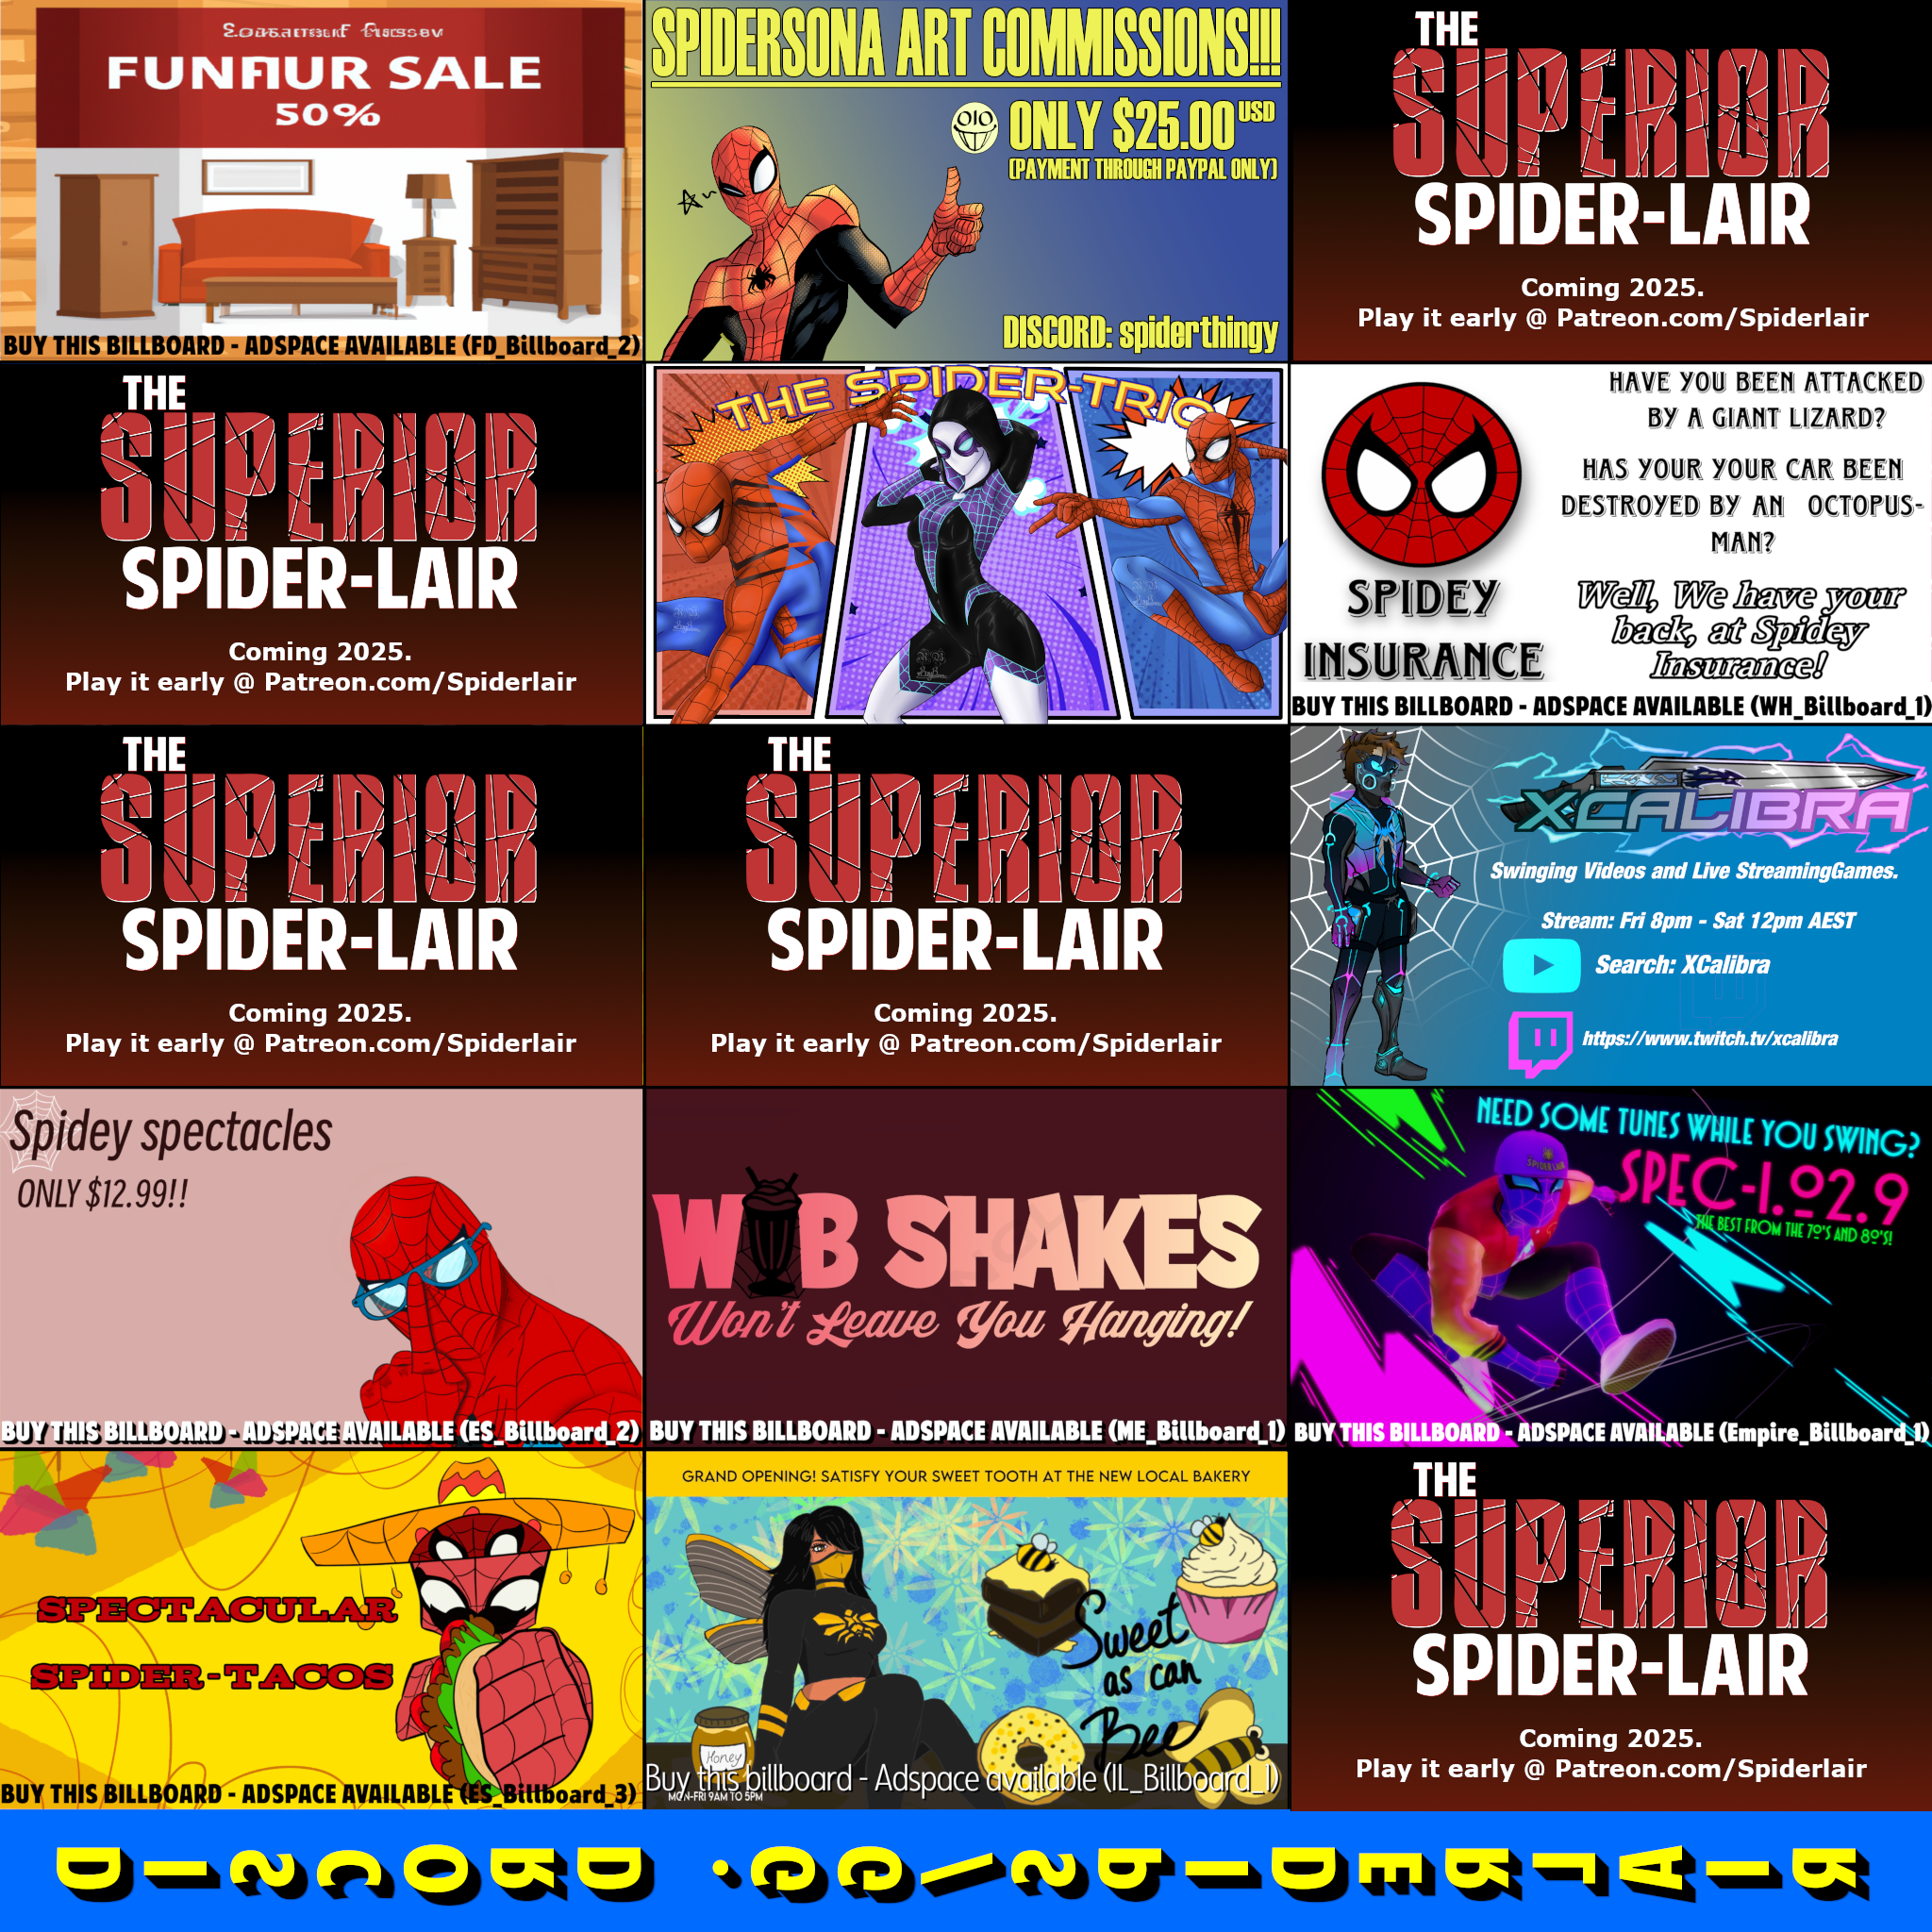 FUNRUR SALE
50%
BUY THIS BILLBOARD - ADSPACE AVAILABLE (FD_Billboard_2)
SPIDERSONA ART COMMISSIONS!!!
ONLY $25.00 USD
(PAYMENT THROUGH PAYPAL ONLY)
DISCORD: spiderthingy
THE
SUPERIOR
SPIDER-LAIR
Coming 2025.
Play it early @ Patreon.com/Spiderlair
THE
SUPERIOR
SPIDER-LAIR
Coming 2025.
Play it early @ Patreon.com/Spiderlair
THE SPIDER-TRIO
HAVE YOU BEEN ATTACKED
BY A GIANT LIZARD?
HAS YOUR YOUR CAR BEEN
DESTROYED BY AN OCTOPUS-
MAN?
SPIDEY
INSURANCE
Well, We have your
back, at Spidey
Insurance!
BUY THIS BILLBOARD - ADSPACE AVAILABLE (WH_Billboard_1)
THE
SUPERIOR
SPIDER-LAIR
Coming 2025.
Play it early @ Patreon.com/Spiderlair
THE
SUPERIOR
SPIDER-LAIR
Coming 2025.
Play it early @ Patreon.com/Spiderlair
XCALIBRA
Swinging Videos and Live StreamingGames.
Stream: Fri 8pm - Sat 12pm AEST
Search: XCalibra
https://www.twitch.tv/xcalibra
Spidey spectacles
ONLY $12.99!!
BUY THIS BILLBOARD - ADSPACE AVAILABLE (ES_Billboard_2)
WEB SHAKES
Won't Leave You Hanging!
BUY THIS BILLBOARD - ADSPACE AVAILABLE (ME_Billboard_1)
NEED SOME TUNES WHILE YOU SWING?
SPIDER LAIR
SPEC-1.02.9
THE BEST FROM THE 70'S AND 80'S!
BUY THIS BILLBOARD - ADSPACE AVAILABLE (Empire_Billboard_1)
SPECTACULAR
SPIDER-TACOS
BUY THIS BILLBOARD - ADSPACE AVAILABLE (ES_Billboard_3)
GRAND OPENING! SATISFY YOUR SWEET TOOTH AT THE NEW LOCAL BAKERY
Sweet
as can
Bee
Honey
Buy this billboard - Adspace available (IL_Billboard_1)
MON-FRI 9AM TO 5PM
THE
SUPERIOR
SPIDER-LAIR
Coming 2025.
Play it early @ Patreon.com/Spiderlair
DISCORD.GG/SPIDERLAIR